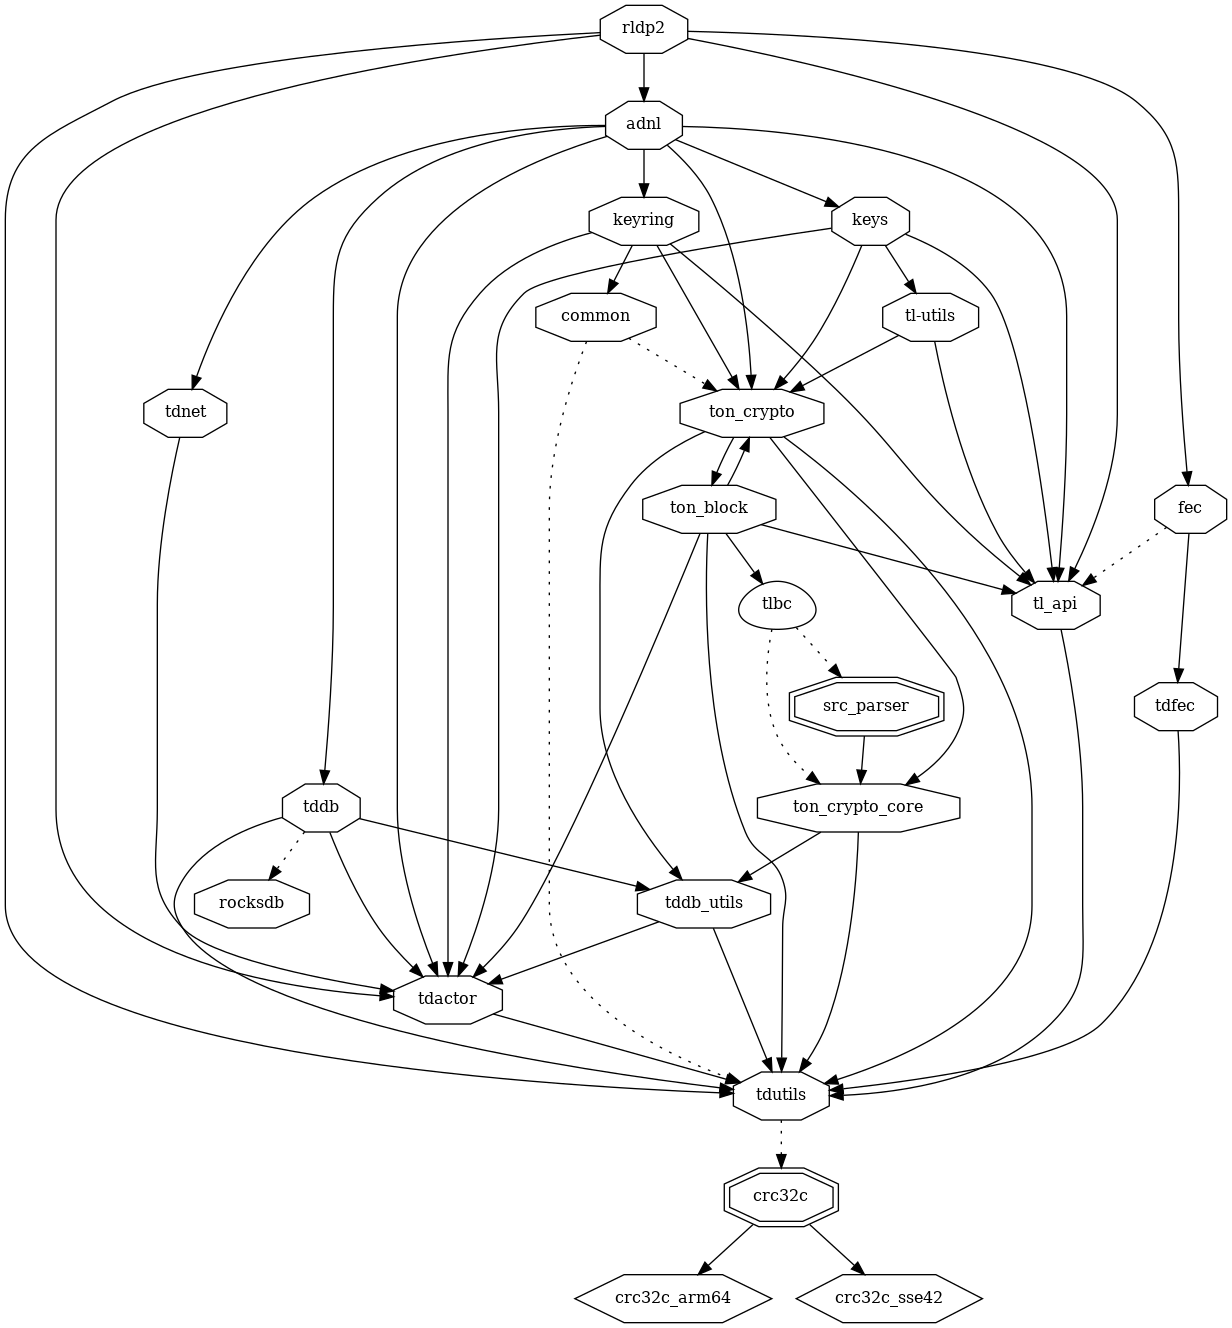 rldp2
adnl
keyring
keys
common
tl-utils
tdnet
ton_crypto
ton_block
fec
tlbc
tl_api
src_parser
tdfec
tddb
ton_crypto_core
rocksdb
tddb_utils
tdactor
tdutils
crc32c
crc32c_arm64
crc32c_sse42